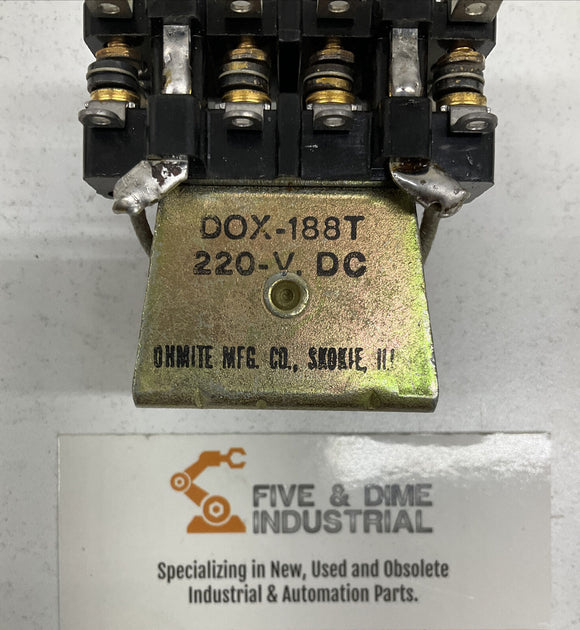 DOX-188T
220-V. DC
OHMITE MFG. CO., SKOKIE, ILL
FIVE & DIME
INDUSTRIAL
Specializing in New, Used and Obsolete
Industrial & Automation Parts.